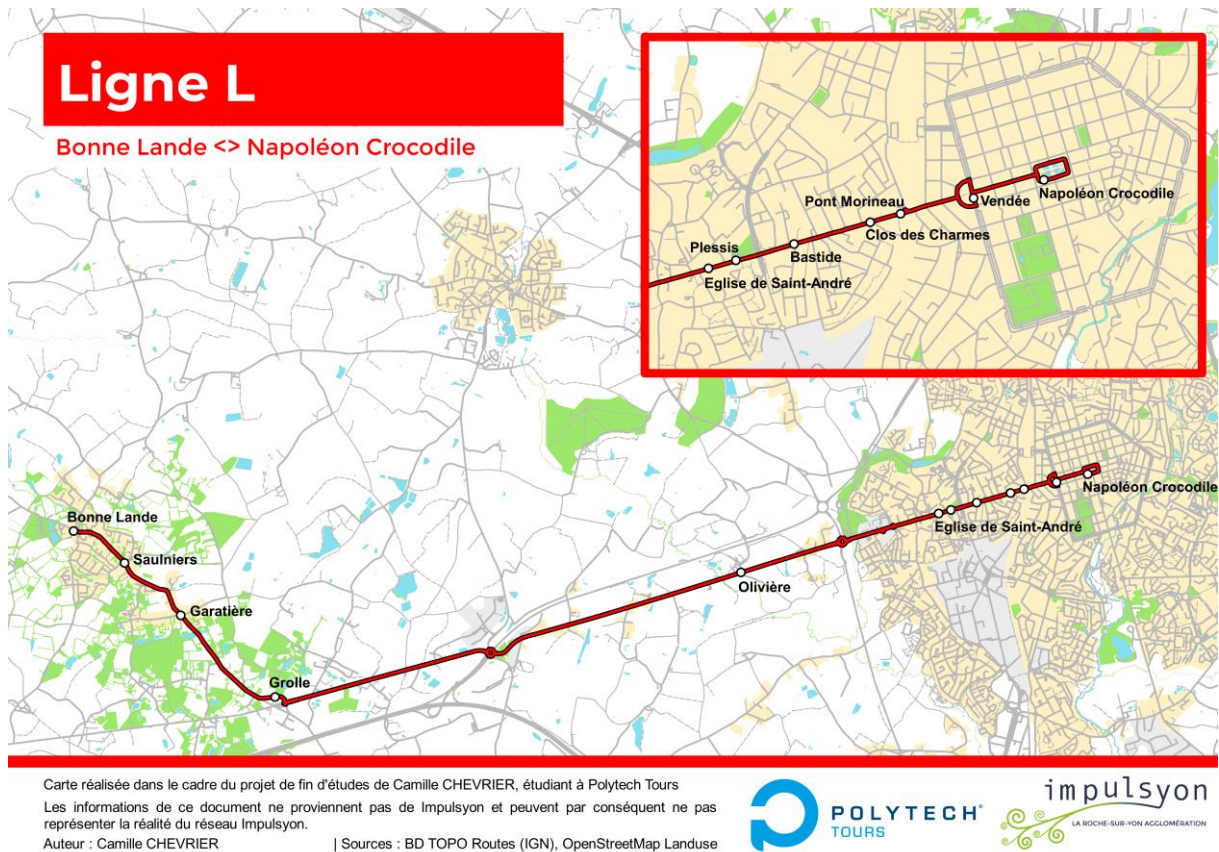 Ligne L
Bonne Lande <> Napoléon Crocodile
Pont Morineau
Napoléon Crocodile
Vendée
Clos des Charmes
Plessis
Bastide
Eglise de Saint-André
Napoléon Crocodile
Bonne Lande
Eglise de Saint-André
Saulniers
Olivière
Garatière
Grolle
Carte réalisée dans le cadre du projet de fin d'études de Camille CHEVRIER, étudiant à Polytech Tours
Les informations de ce document ne proviennent pas de Impulsyon et peuvent par conséquent ne pas
représenter la réalité du réseau Impulsyon.
Auteur : Camille CHEVRIER | Sources : BD TOPO Routes (IGN), OpenStreetMap Landuse
POLYTECH®
TOURS
impulsyon
LA ROCHE-SUR-YON AGGLOMÉRATION